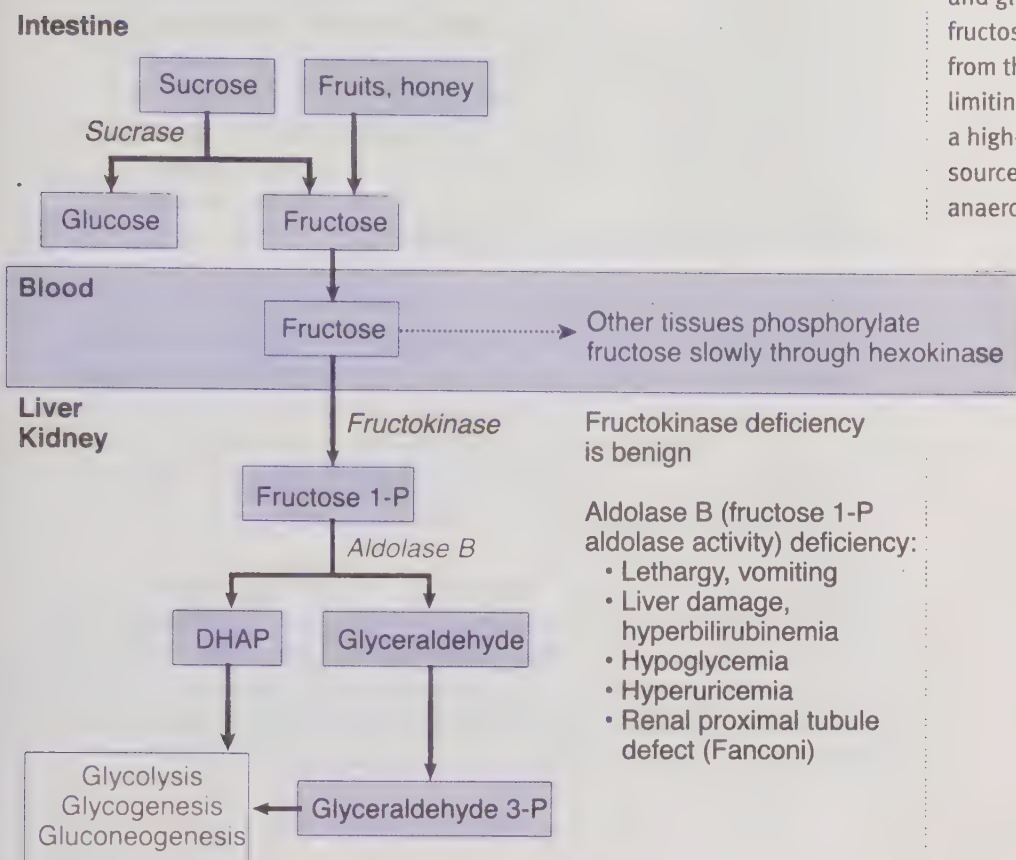 Intestine
Sucrose
Fruits, honey
Sucrase
Glucose
Fructose
Blood
Fructose
Other tissues phosphorylate
fructose slowly through hexokinase
Liver
Kidney
Fructokinase
Fructokinase deficiency
is benign
Fructose 1-P
Aldolase B
Aldolase B (fructose 1-P
aldolase activity) deficiency:
• Lethargy, vomiting
• Liver damage,
hyperbilirubinemia
• Hypoglycemia
• Hyperuricemia
• Renal proximal tubule
defect (Fanconi)
DHAP
Glyceraldehyde
Glycolysis
Glycogenesis
Gluconeogenesis
Glyceraldehyde 3-P
fructos
from th
limitin
a high-
source
anaero